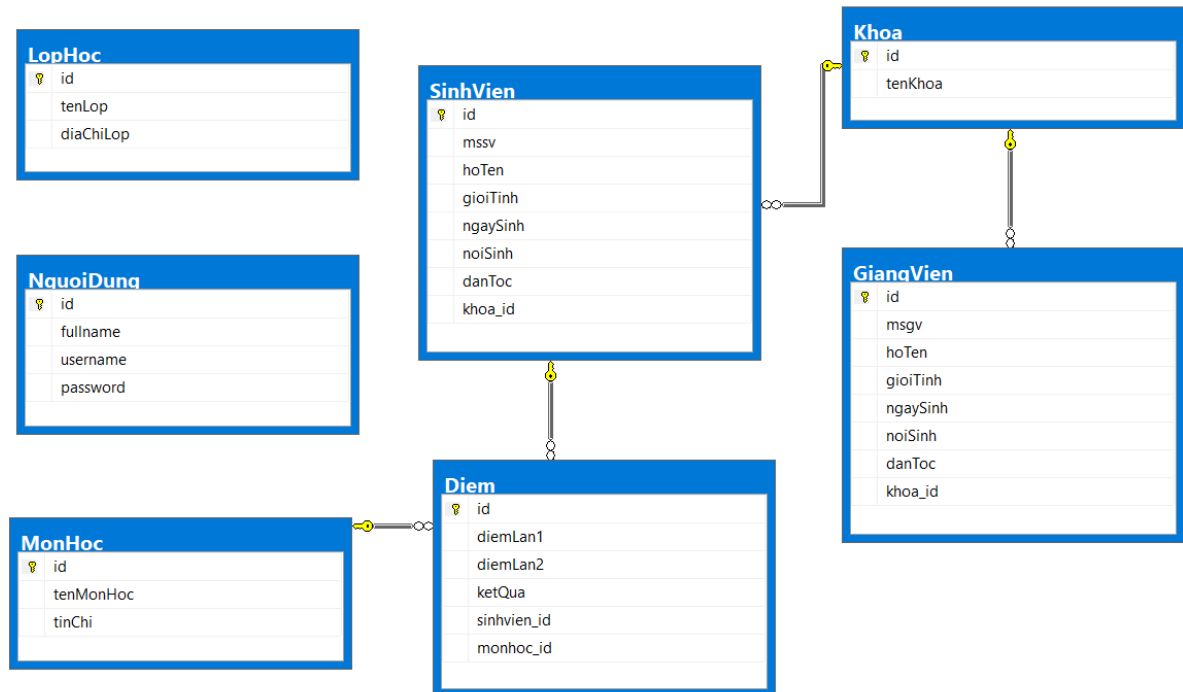 LopHoc
id
tenLop
diaChiLop
NguoiDung
id
fullname
username
password
MonHoc
id
tenMonHoc
tinChi
SinhVien
id
mssv
hoTen
gioiTinh
ngaySinh
noiSinh
danToc
khoa_id
Diem
id
diemLan1
diemLan2
ketQua
sinhvien_id
monhoc_id
Khoa
id
tenKhoa
GiangVien
id
msgv
hoTen
gioiTinh
ngaySinh
noiSinh
danToc
khoa_id